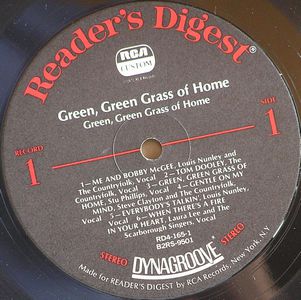 Reader's Digest®
RCA
CUSTOM
Green, Green Grass of Home
Green, Green Grass of Home
RECORD
1
SIDE
1
1—ME AND BOBBY McGEE, Louis Nunley and
The Countryfolk, Vocal 2—TOM DOOLEY, The
Countryfolk, Vocal 3—GREEN, GREEN GRASS OF
HOME, Stu Phillips, Vocal 4—GENTLE ON MY
MIND, Steve Clayton and The Countryfolk,
Vocal 5—EVERYBODY'S TALKIN', Louis Nunley,
Vocal 6—WHEN THERE'S A FIRE
IN YOUR HEART, Laura Lee and The
Scarborough Singers, Vocal
RD4-165-1
B2RS-9501
STEREO DYNAGROOVE STEREO
Made for READER'S DIGEST by RCA Records, New York, N.Y.